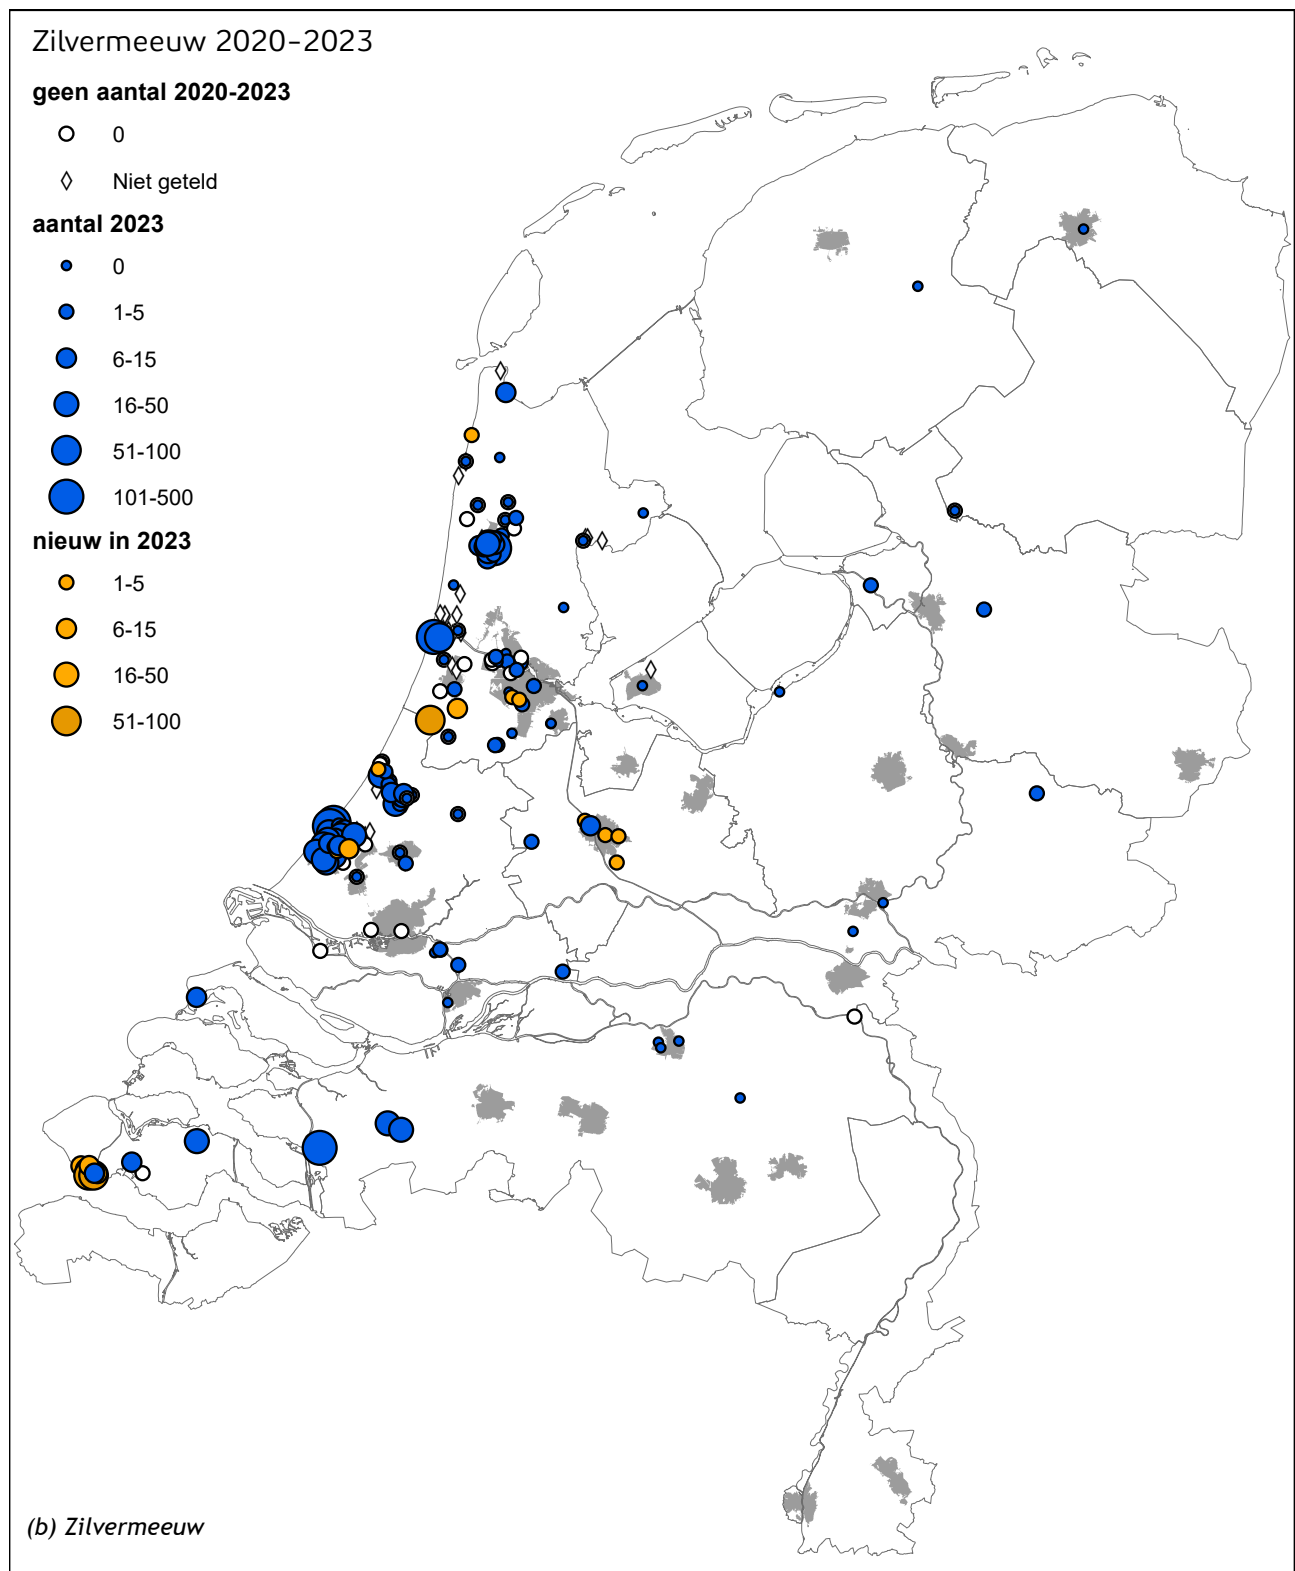 Zilvermeeuw 2020-2023
geen aantal 2020-2023
0
Niet geteld
aantal 2023
0
1-5
6-15
16-50
51-100
101-500
nieuw in 2023
1-5
6-15
16-50
51-100
(b) Zilvermeeuw